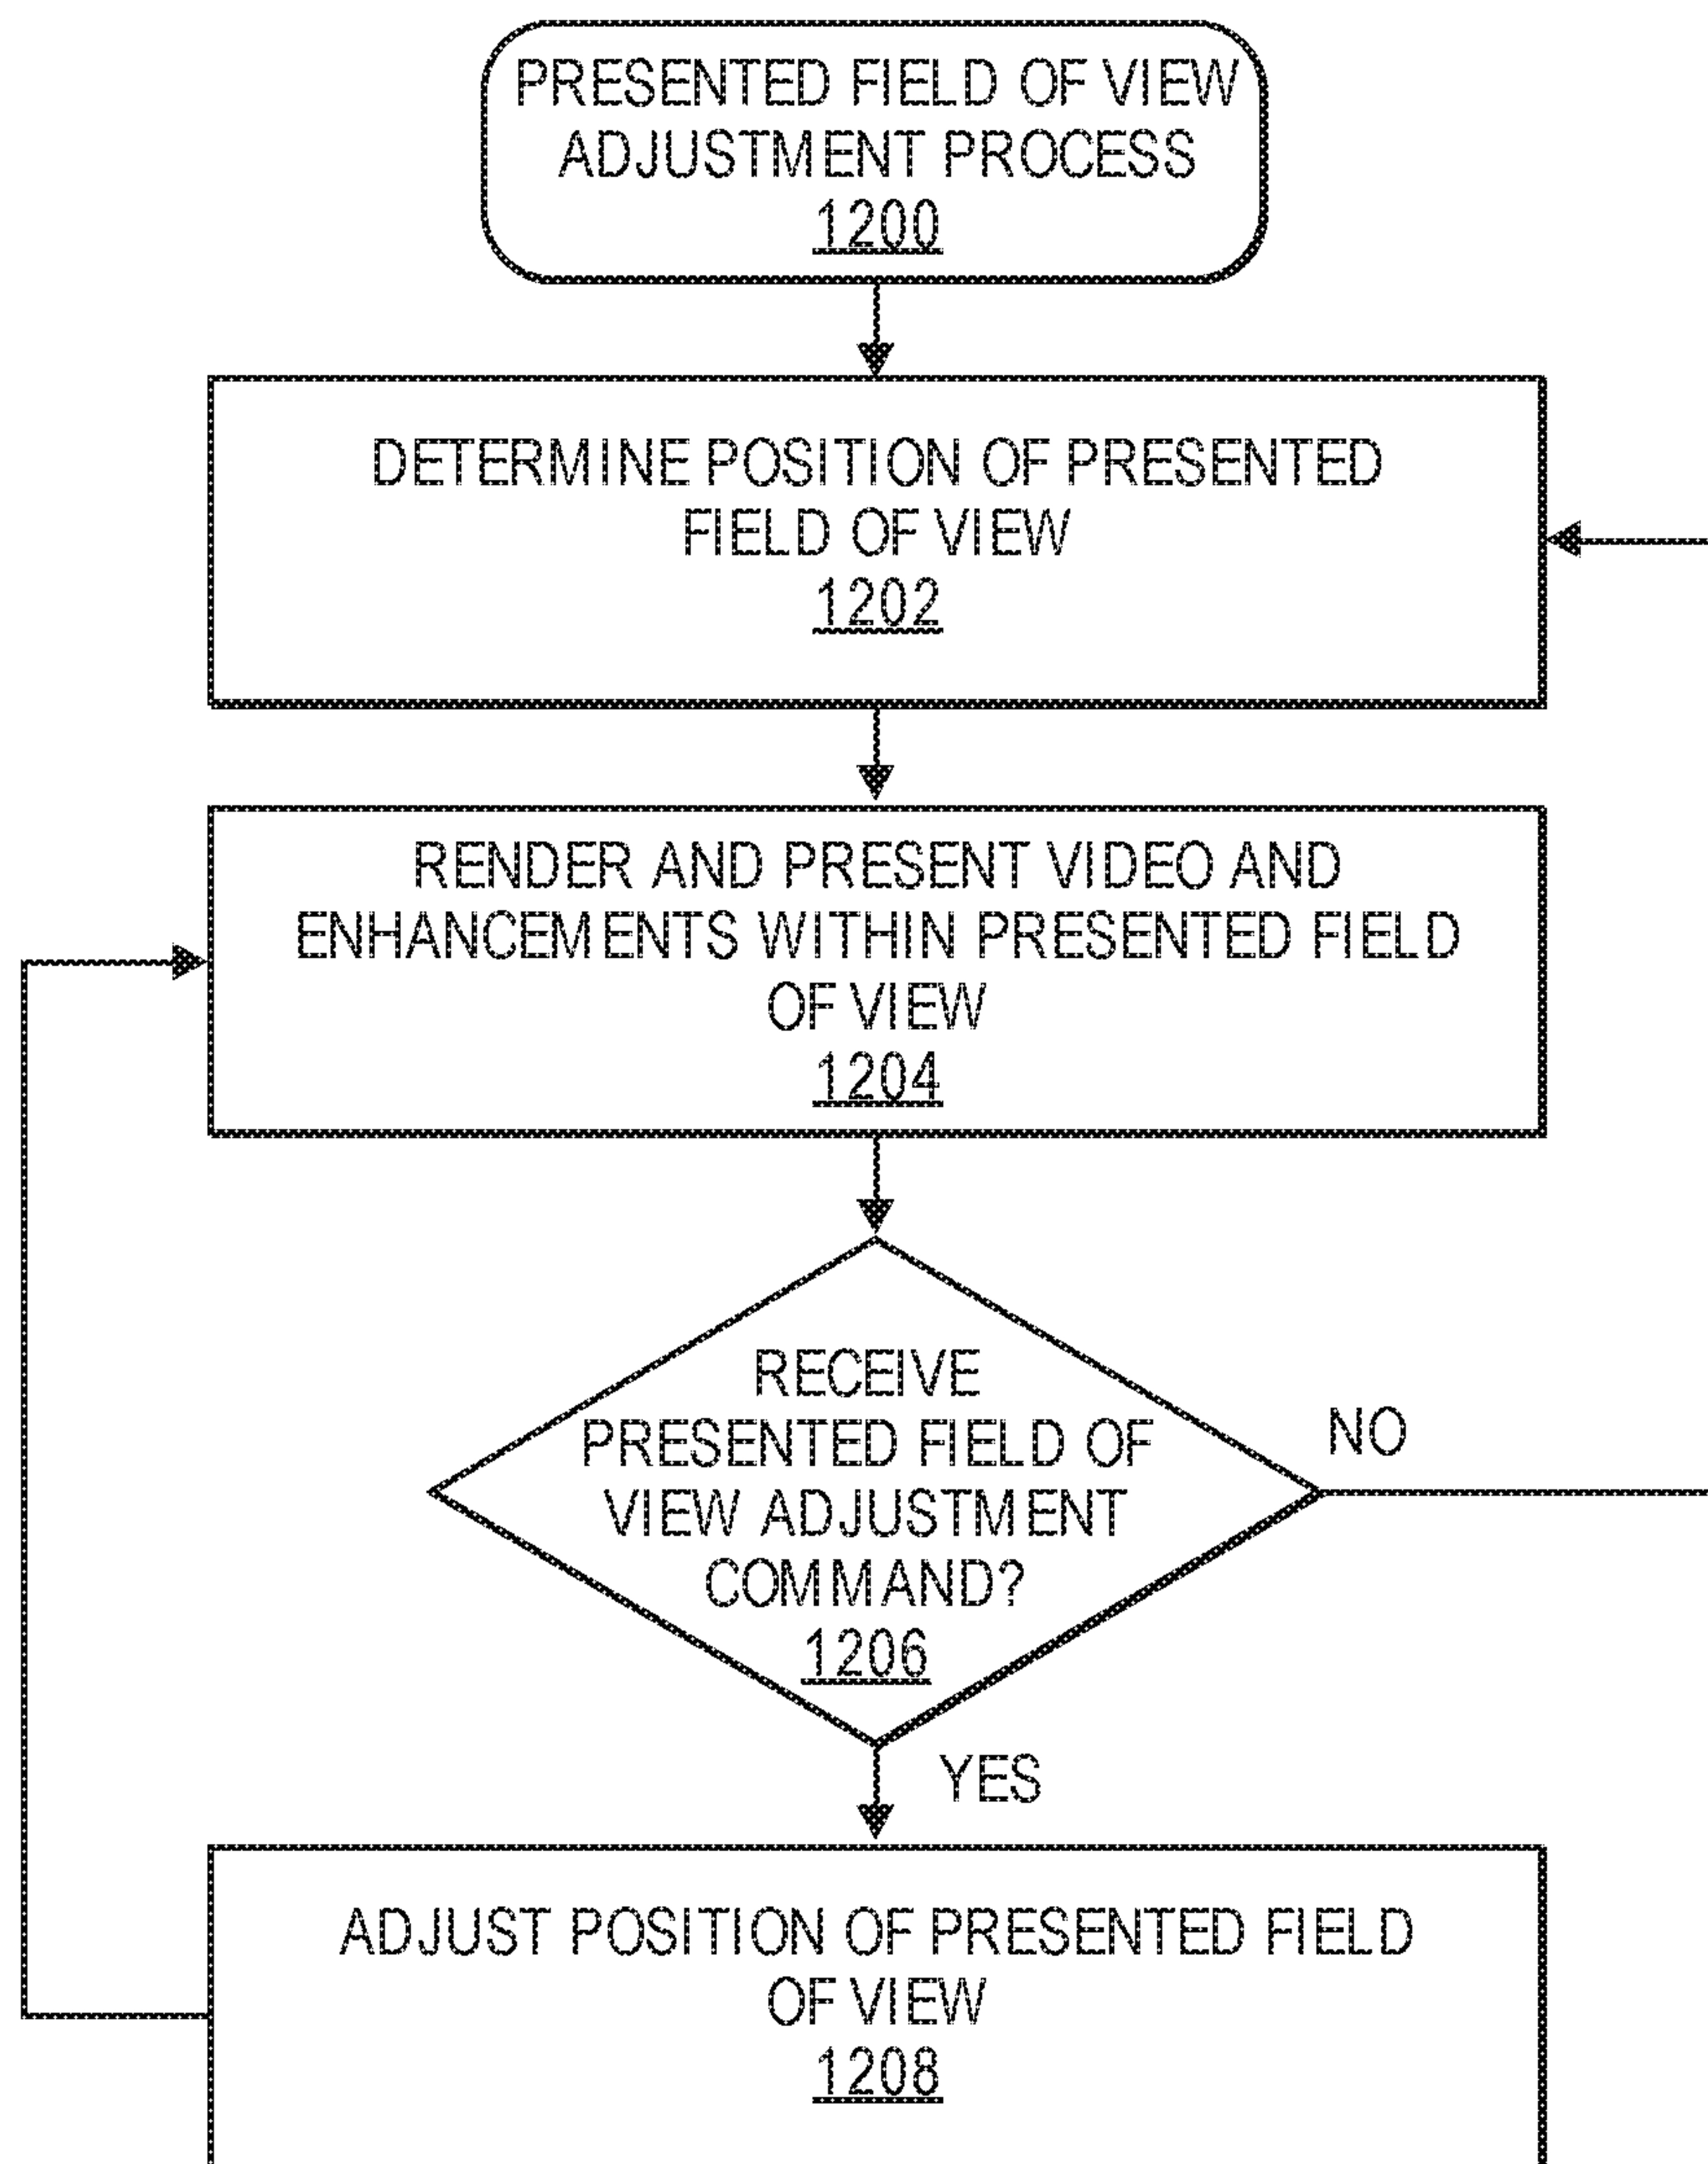 PRESENTED FIELD OF VIEW
ADJUSTMENT PROCESS
1200
DETERMINE POSITION OF PRESENTED
FIELD OF VIEW
1202
RENDER AND PRESENT VIDEO AND
ENHANCEMENTS WITHIN PRESENTED FIELD
OF VIEW
1204
RECEIVE
PRESENTED FIELD OF
VIEW ADJUSTMENT
COMMAND?
1206
NO
YES
ADJUST POSITION OF PRESENTED FIELD
OF VIEW
1208